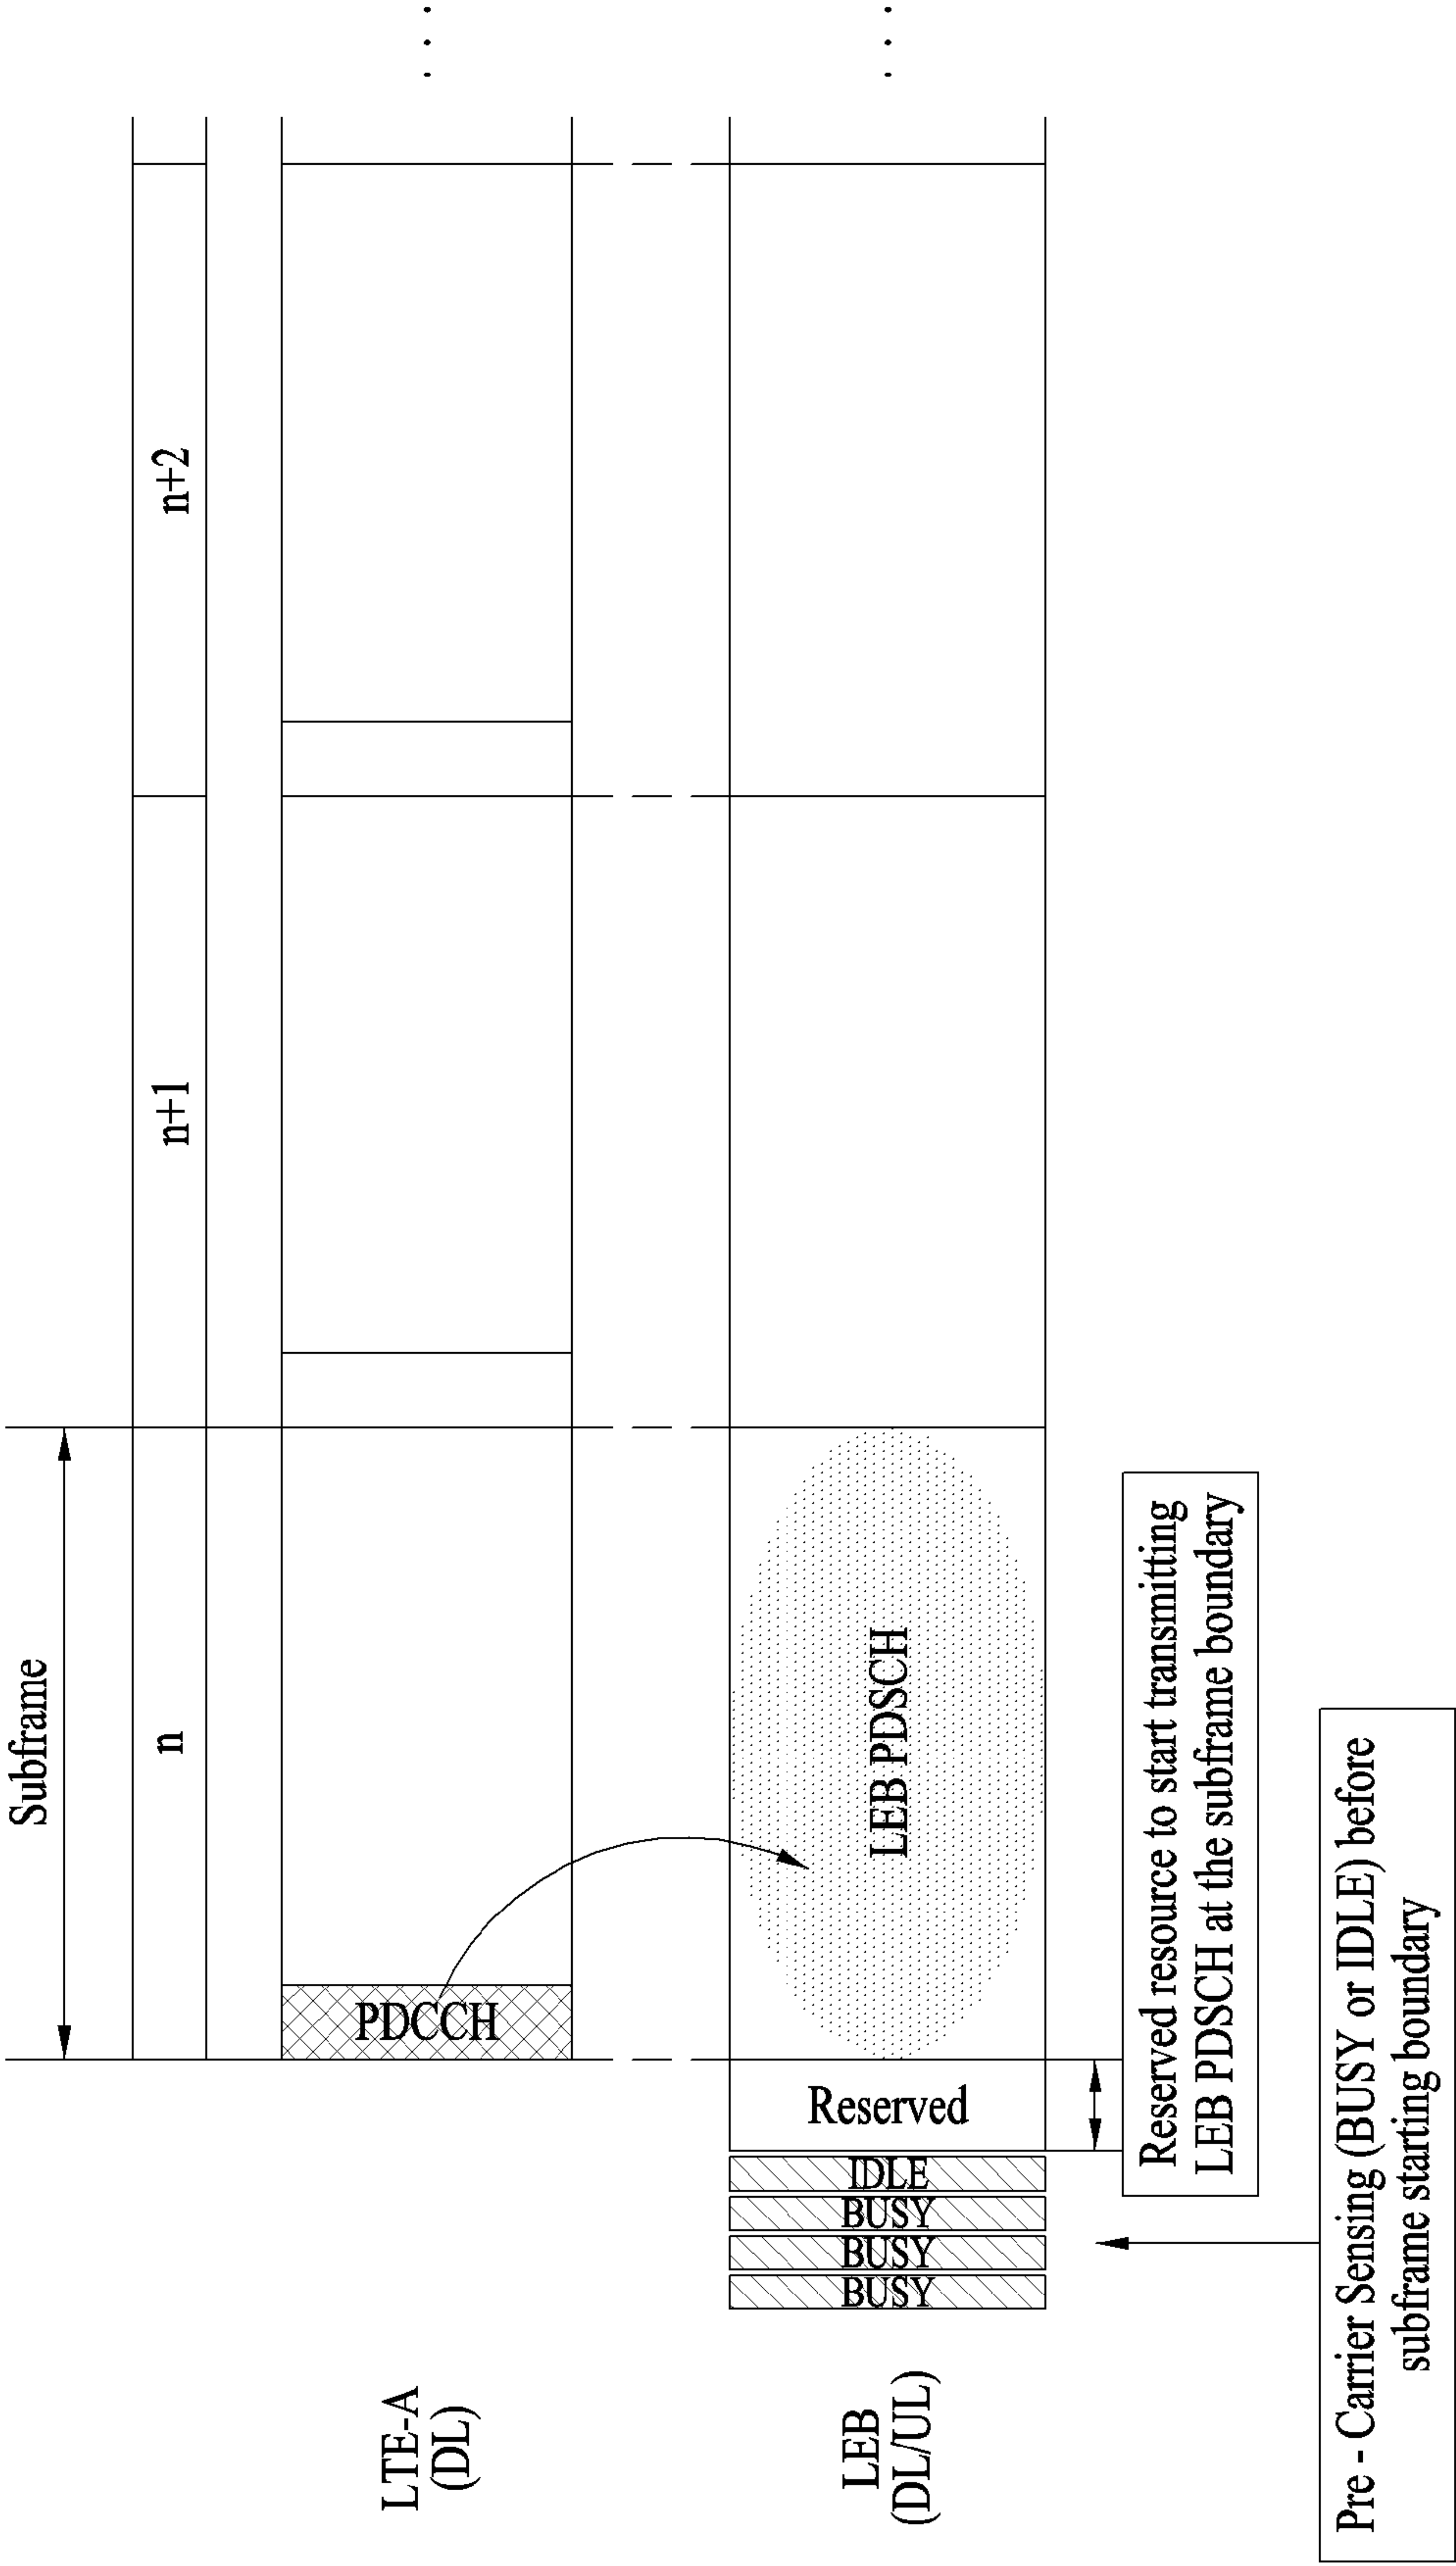 Subframe
n
n+1
n+2
LTE-A
(DL)
PDCCH
. . .
LEB
(DL/UL)
BUSY
BUSY
BUSY
IDLE
Reserved
LEB PDSCH
. . .
Reserved resource to start transmitting
LEB PDSCH at the subframe boundary
Pre - Carrier Sensing (BUSY or IDLE) before
subframe starting boundary